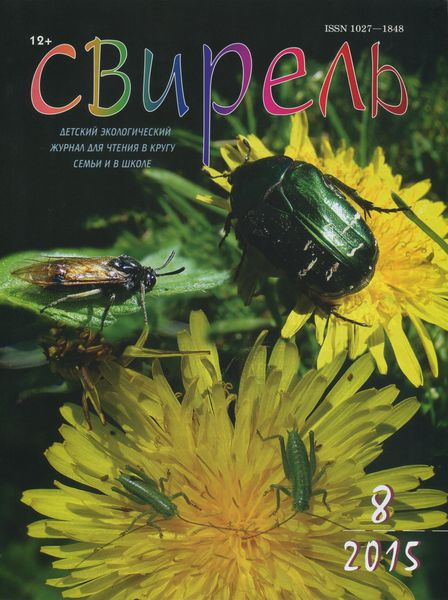 ISSN 1027—1848
12+
свирель
ДЕТСКИЙ ЭКОЛОГИЧЕСКИЙ
ЖУРНАЛ ДЛЯ ЧТЕНИЯ В КРУГУ
СЕМЬИ И В ШКОЛЕ
8
2015